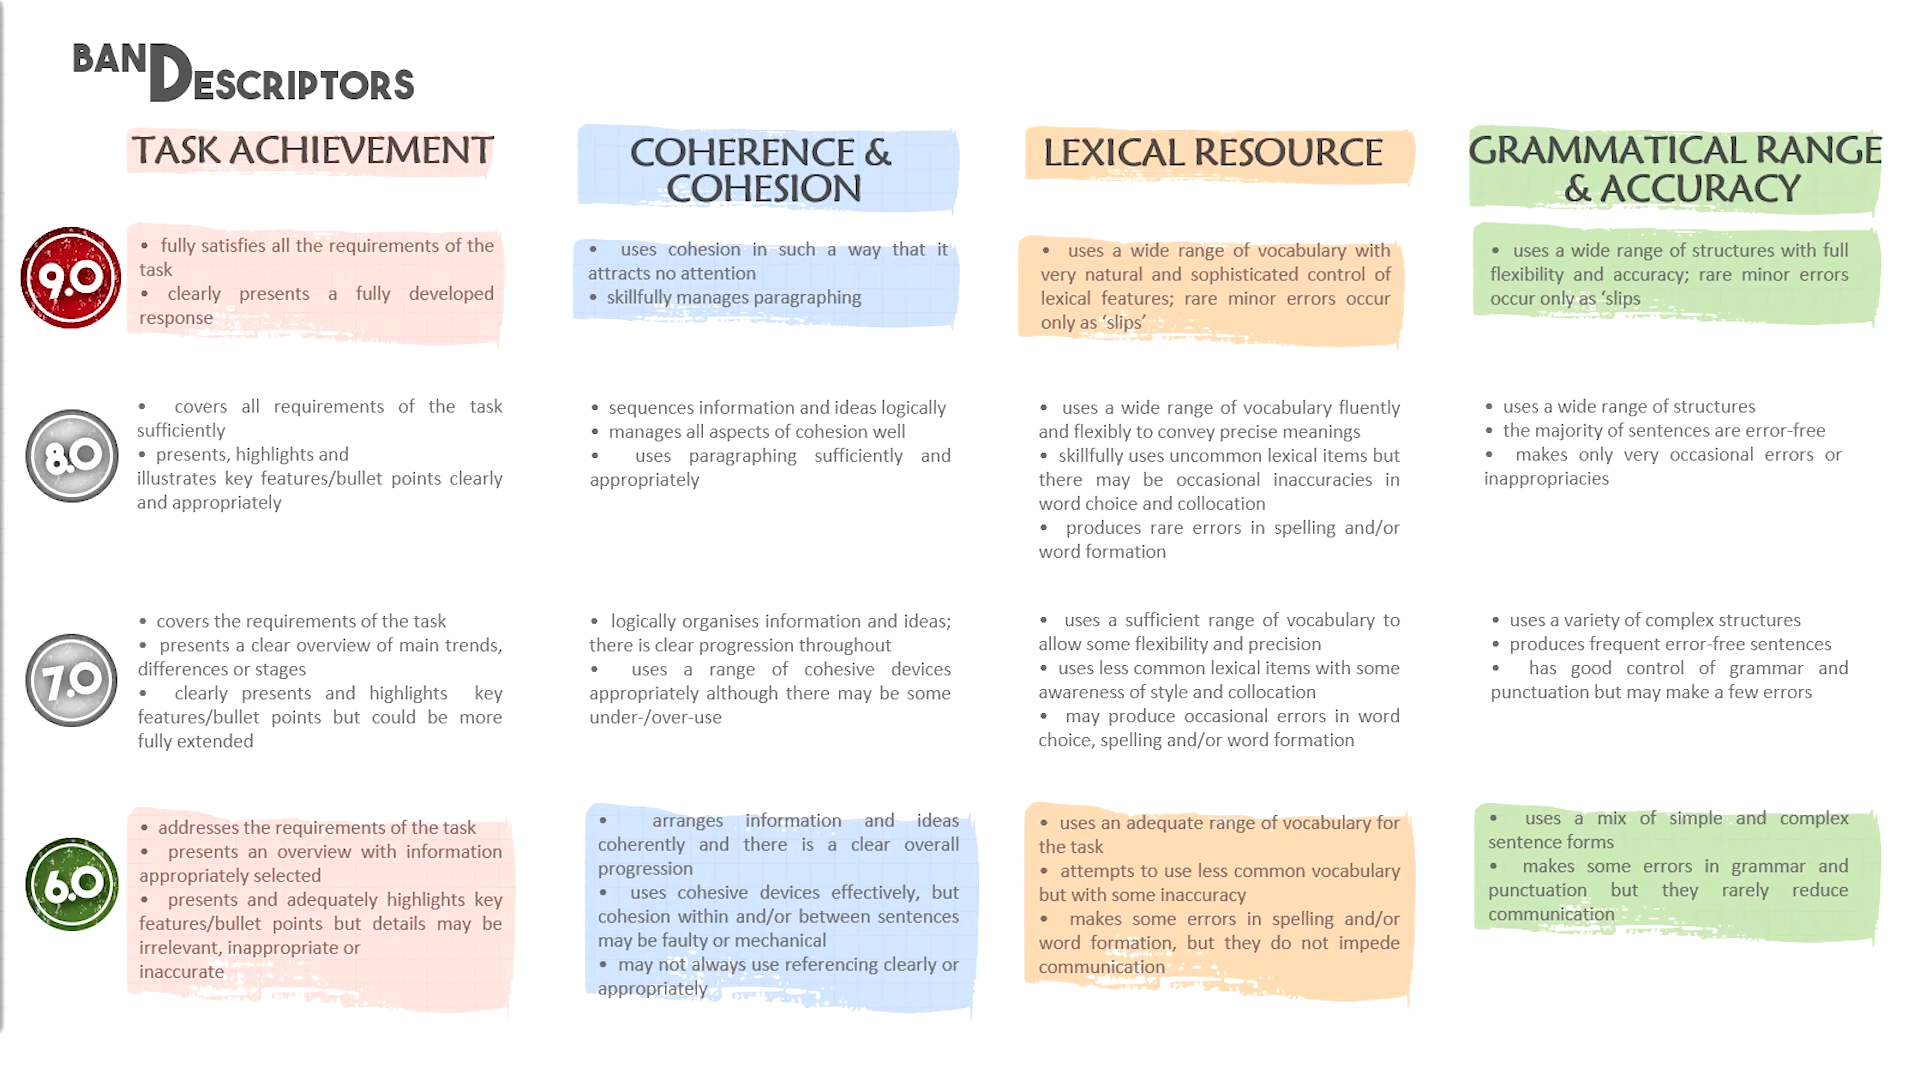 BAND DESCRIPTORS
TASK ACHIEVEMENT
COHERENCE &
COHESION
LEXICAL RESOURCE
GRAMMATICAL RANGE
& ACCURACY
9.0
• fully satisfies all the requirements of the
task
• clearly presents a fully developed
response
• uses cohesion in such a way that it
attracts no attention
• skillfully manages paragraphing
• uses a wide range of vocabulary with
very natural and sophisticated control of
lexical features; rare minor errors occur
only as ‘slips’
• uses a wide range of structures with full
flexibility and accuracy; rare minor errors
occur only as ‘slips
8.0
• covers all requirements of the task
sufficiently
• presents, highlights and
illustrates key features/bullet points clearly
and appropriately
• sequences information and ideas logically
• manages all aspects of cohesion well
• uses paragraphing sufficiently and
appropriately
• uses a wide range of vocabulary fluently
and flexibly to convey precise meanings
• skillfully uses uncommon lexical items but
there may be occasional inaccuracies in
word choice and collocation
• produces rare errors in spelling and/or
word formation
• uses a wide range of structures
• the majority of sentences are error-free
• makes only very occasional errors or
inappropriacies
7.0
• covers the requirements of the task
• presents a clear overview of main trends,
differences or stages
• clearly presents and highlights key
features/bullet points but could be more
fully extended
• logically organises information and ideas;
there is clear progression throughout
• uses a range of cohesive devices
appropriately although there may be some
under-/over-use
• uses a sufficient range of vocabulary to
allow some flexibility and precision
• uses less common lexical items with some
awareness of style and collocation
• may produce occasional errors in word
choice, spelling and/or word formation
• uses a variety of complex structures
• produces frequent error-free sentences
• has good control of grammar and
punctuation but may make a few errors
6.0
• addresses the requirements of the task
• presents an overview with information
appropriately selected
• presents and adequately highlights key
features/bullet points but details may be
irrelevant, inappropriate or
inaccurate
• arranges information and ideas
coherently and there is a clear overall
progression
• uses cohesive devices effectively, but
cohesion within and/or between sentences
may be faulty or mechanical
• may not always use referencing clearly or
appropriately
• uses an adequate range of vocabulary for
the task
• attempts to use less common vocabulary
but with some inaccuracy
• makes some errors in spelling and/or
word formation, but they do not impede
communication
• uses a mix of simple and complex
sentence forms
• makes some errors in grammar and
punctuation but they rarely reduce
communication